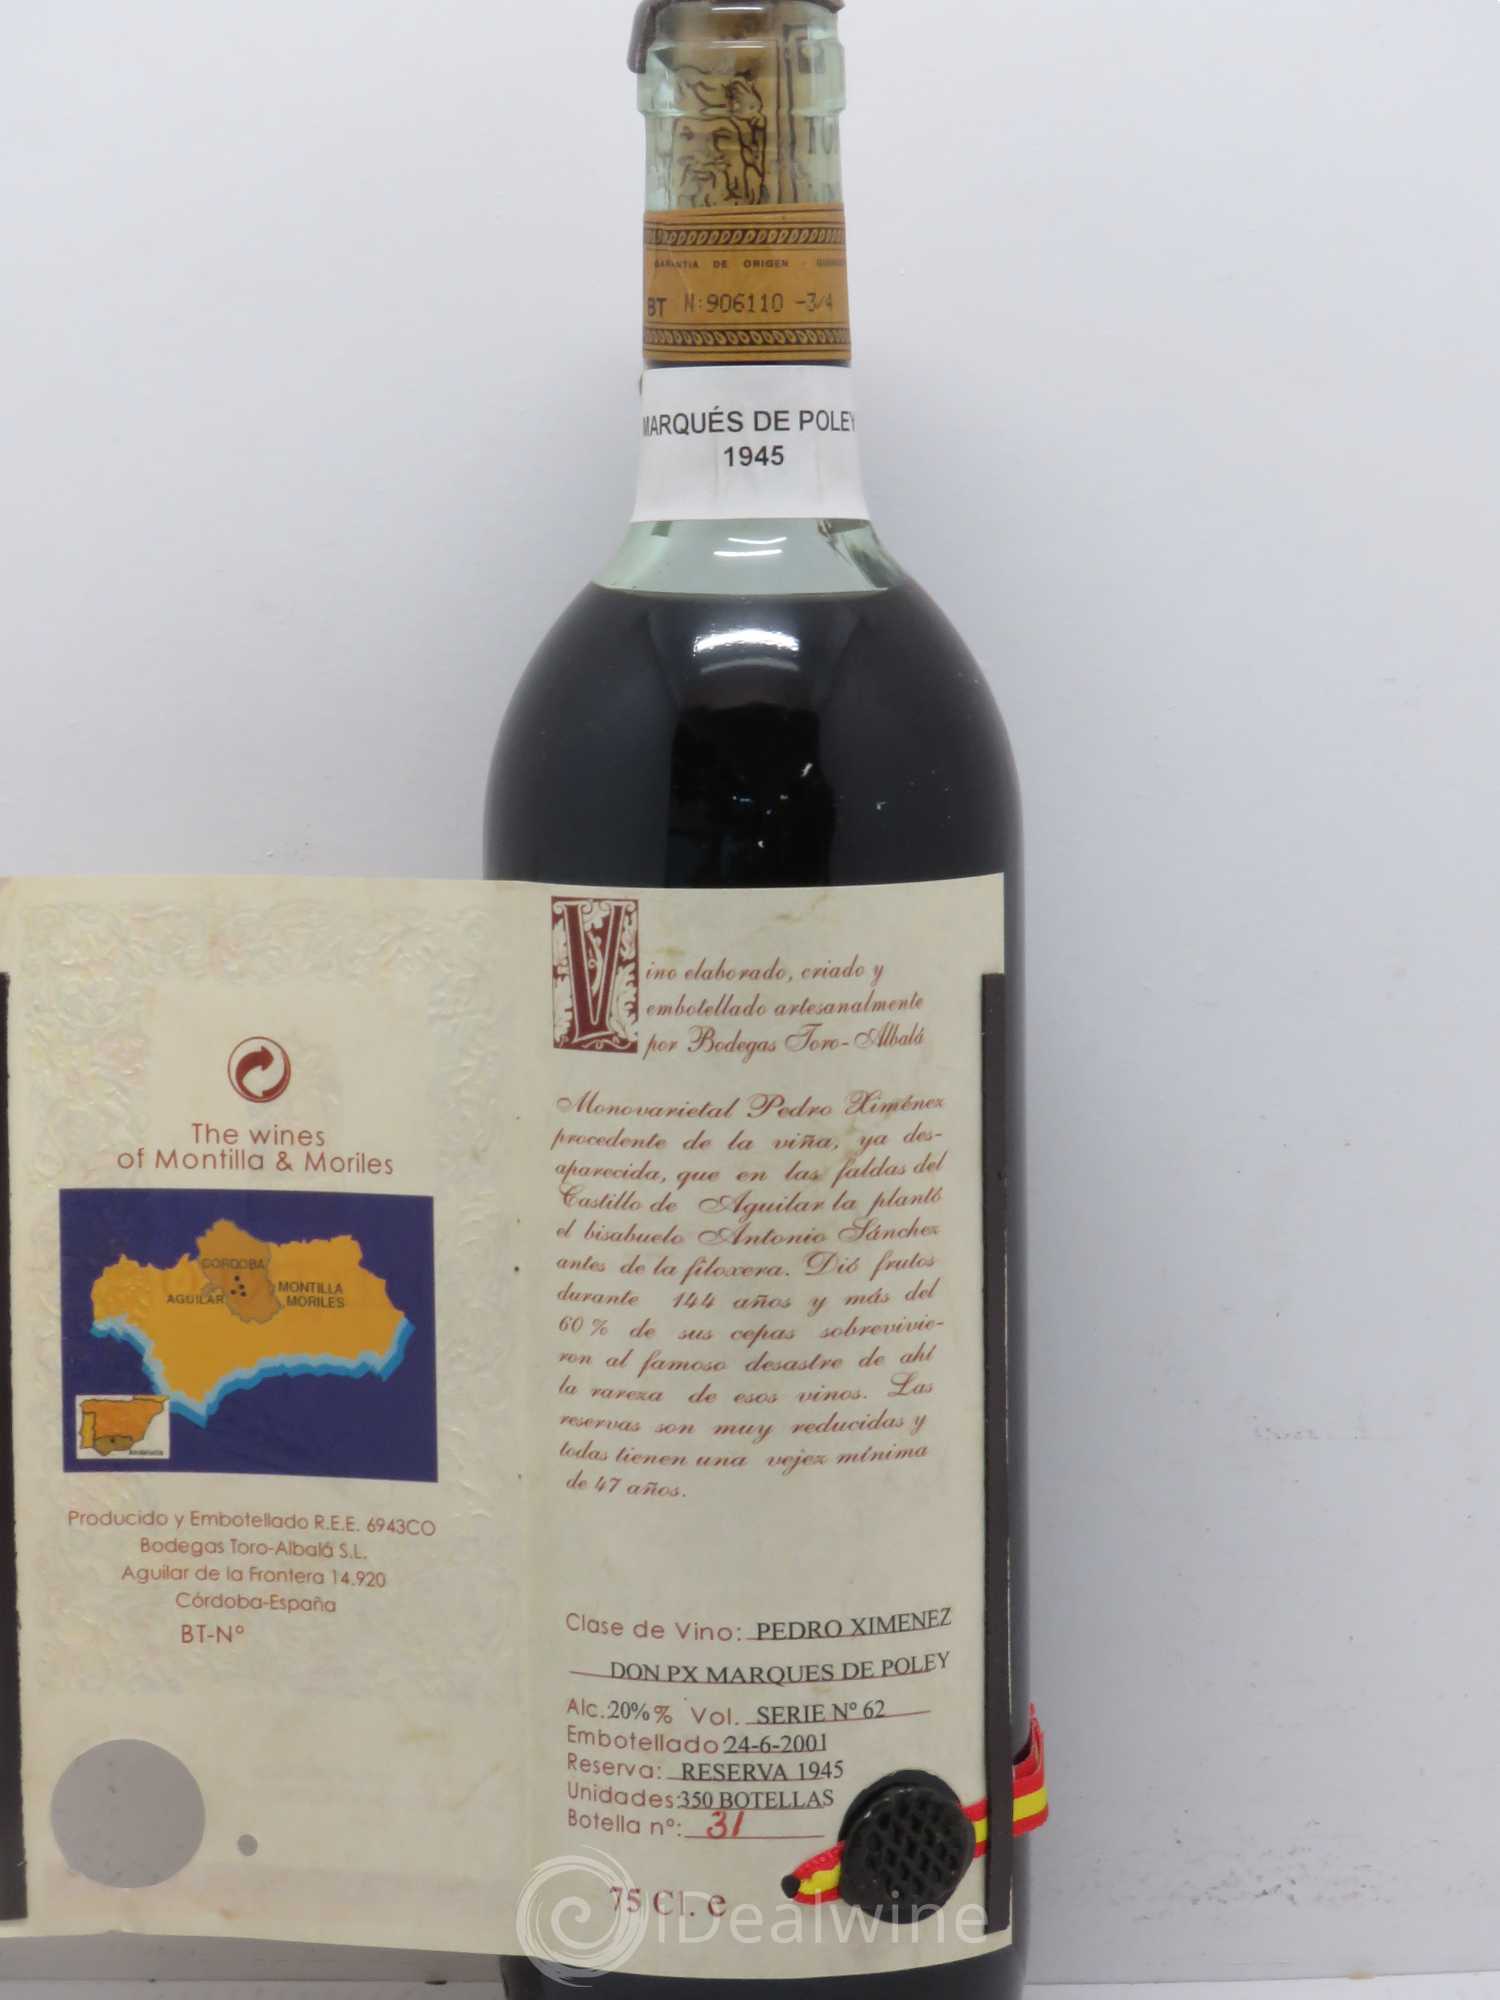 GARANTIA DE ORIGEN
BT N:906110 -3/4
MARQUÉS DE POLEY
1945
The wines
of Montilla & Moriles
CORDOBA
AGUILAR
MONTILLA
MORILES
Andalucía
Producido y Embotellado R.E.E. 6943CO
Bodegas Toro-Albalá S.L.
Aguilar de la Frontera 14.920
Córdoba-España
BT-Nº
Vino elaborado, criado y
embotellado artesanalmente
por Bodegas Toro-Albalá
Monovarietal Pedro Ximénez
procedente de la viña, ya des-
aparecida, que en las faldas del
Castillo de Aguilar la plantó
el bisabuelo Antonio Sánchez
antes de la filoxera. Dió frutos
durante 144 años y más del
60% de sus cepas sobrevivie-
ron al famoso desastre de ahí
la rareza de esos vinos. Las
reservas son muy reducidas y
todas tienen una vejez mínima
de 47 años.
Clase de Vino: PEDRO XIMENEZ
DON PX MARQUES DE POLEY
Alc.20%% Vol. SERIE Nº 62
Embotellado 24-6-2001
Reserva: RESERVA 1945
Unidades:350 BOTELLAS
Botella nº: 31
75 Cl. e
iDealwine